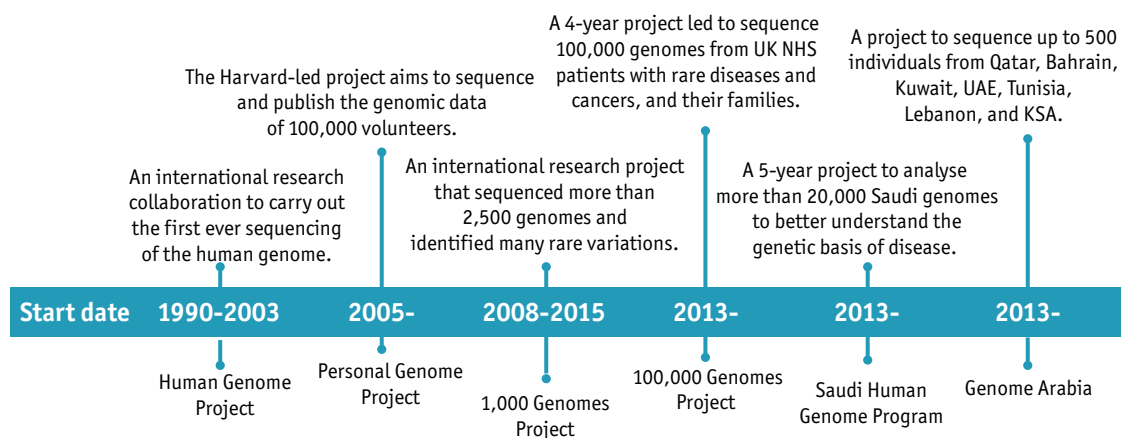 The Harvard-led project aims to sequence
and publish the genomic data
of 100,000 volunteers.
A 4-year project led to sequence
100,000 genomes from UK NHS
patients with rare diseases and
cancers, and their families.
A project to sequence up to 500
individuals from Qatar, Bahrain,
Kuwait, UAE, Tunisia,
Lebanon, and KSA.
An international research
collaboration to carry out
the first ever sequencing
of the human genome.
An international research project
that sequenced more than
2,500 genomes and
identified many rare variations.
A 5-year project to analyse
more than 20,000 Saudi genomes
to better understand the
genetic basis of disease.
Start date 1990-2003 2005- 2008-2015 2013- 2013- 2013-
Human Genome
Project
Personal Genome
Project
1,000 Genomes
Project
100,000 Genomes
Project
Saudi Human
Genome Program
Genome Arabia